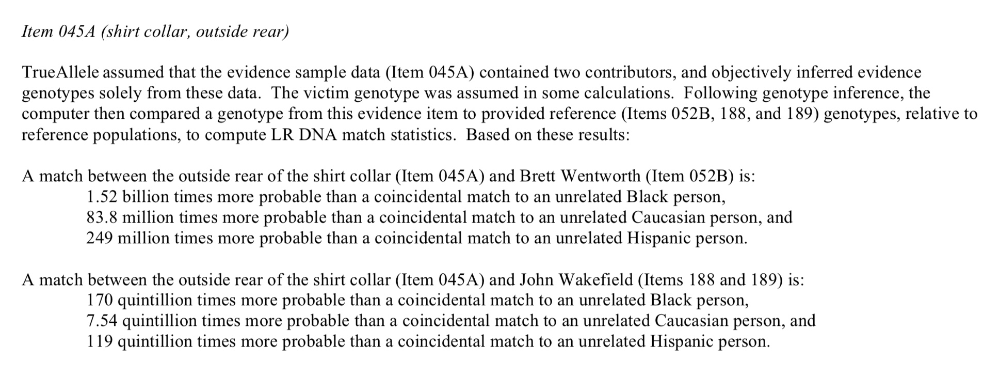 Item 045A (shirt collar, outside rear)
TrueAllele assumed that the evidence sample data (Item 045A) contained two contributors, and objectively inferred evidence
genotypes solely from these data.  The victim genotype was assumed in some calculations.  Following genotype inference, the
computer then compared a genotype from this evidence item to provided reference (Items 052B, 188, and 189) genotypes, relative to
reference populations, to compute LR DNA match statistics.  Based on these results:
A match between the outside rear of the shirt collar (Item 045A) and Brett Wentworth (Item 052B) is:
1.52 billion times more probable than a coincidental match to an unrelated Black person,
83.8 million times more probable than a coincidental match to an unrelated Caucasian person, and
249 million times more probable than a coincidental match to an unrelated Hispanic person.
A match between the outside rear of the shirt collar (Item 045A) and John Wakefield (Items 188 and 189) is:
170 quintillion times more probable than a coincidental match to an unrelated Black person,
7.54 quintillion times more probable than a coincidental match to an unrelated Caucasian person, and
119 quintillion times more probable than a coincidental match to an unrelated Hispanic person.